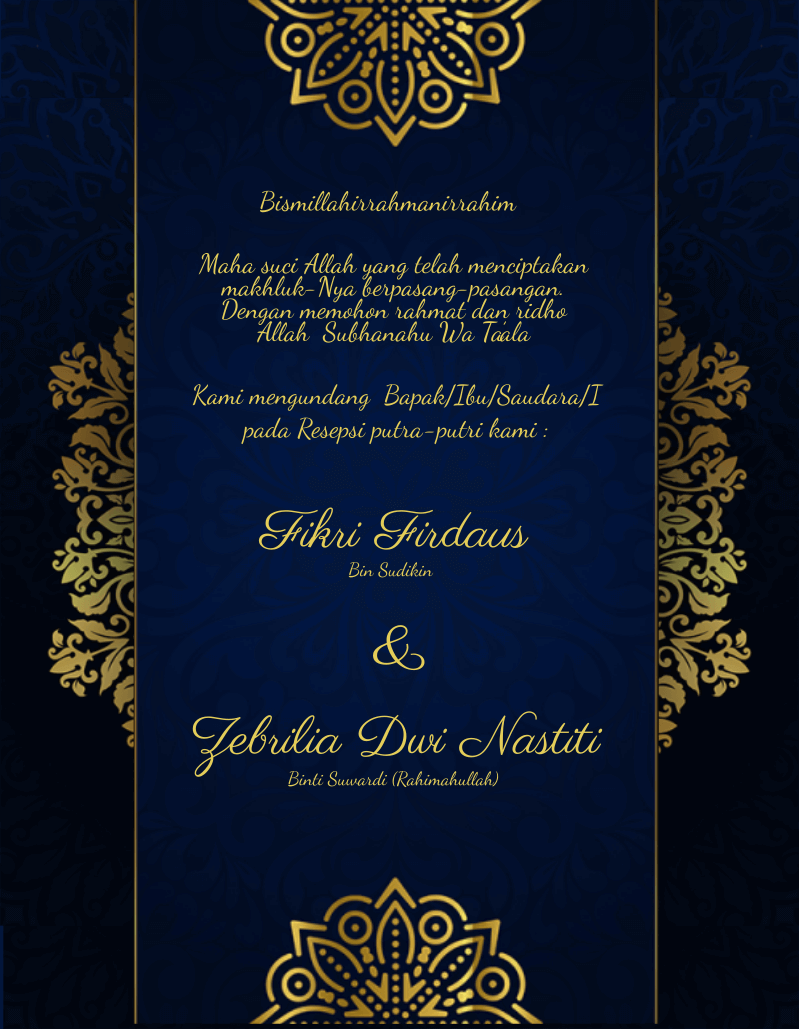 Bismillahirrahmanirrahim
Maha suci Allah yang telah menciptakan
makhluk-Nya berpasang-pasangan.
Dengan memohon rahmat dan ridho
Allah Subhanahu Wa Ta'ala
Kami mengundang Bapak/Ibu/Saudara/I
pada Resepsi putra-putri kami :
Fikri Firdaus
Bin Sudikin
&
Zebrilia Dwi Nastiti
Binti Suwardi (Rahimahullah)